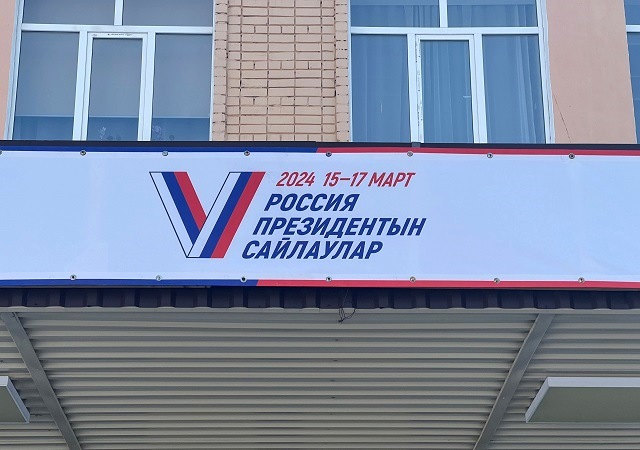 2024 15–17 МАРТ
РОССИЯ
ПРЕЗИДЕНТЫН
САЙЛАУЛАР